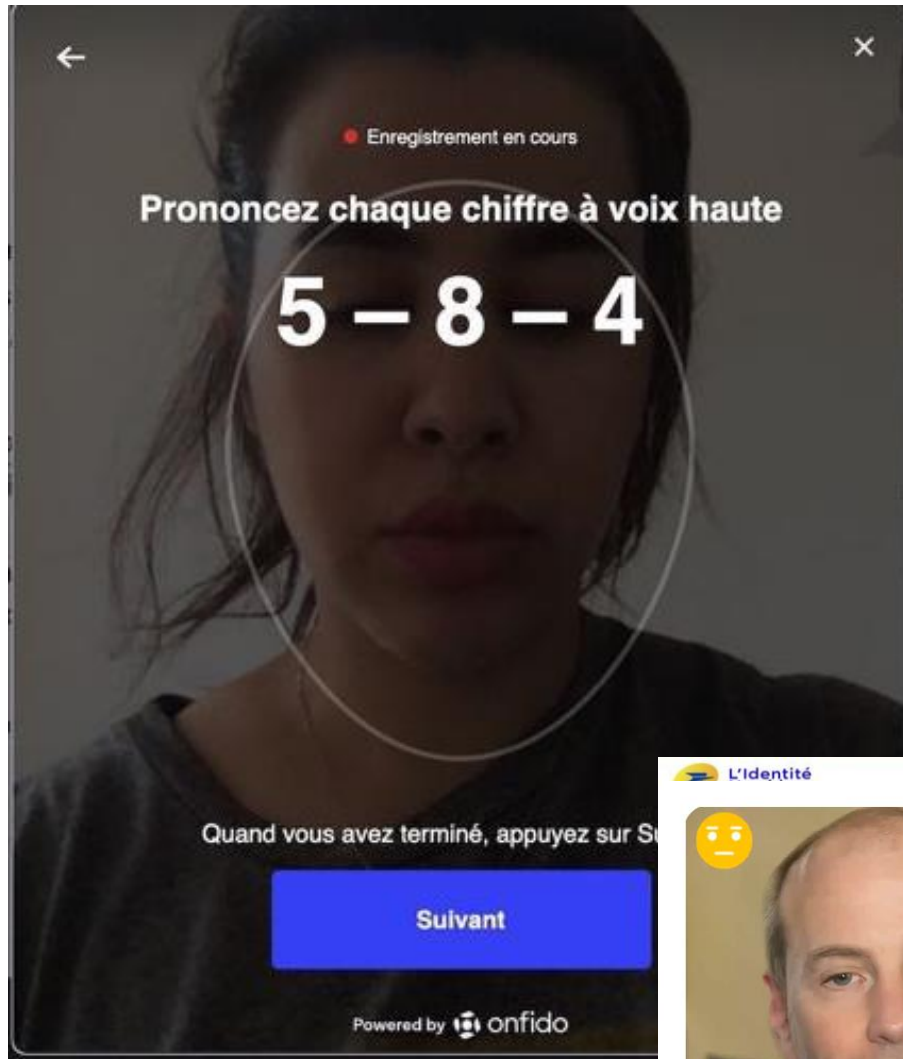 Enregistrement en cours
Prononcez chaque chiffre à voix haute
5 – 8 – 4
Quand vous avez terminé, appuyez sur Su
Suivant
Powered by onfido
L'Identité